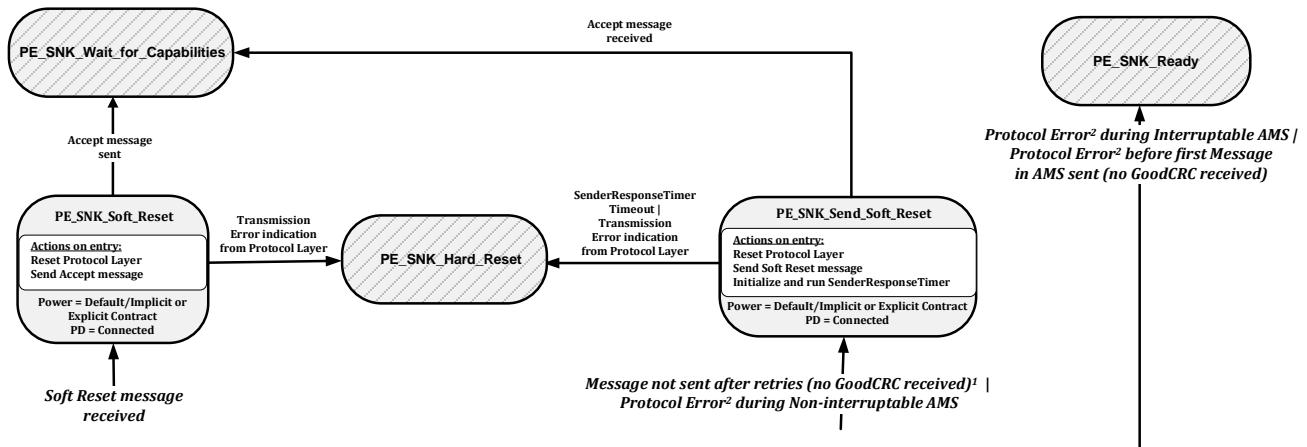 PE_SNK_Wait_for_Capabilities
Accept message
received
PE_SNK_Ready
Accept message
sent
Protocol Error² during Interruptable AMS |
Protocol Error² before first Message
in AMS sent (no GoodCRC received)
PE_SNK_Soft_Reset
Actions on entry:
Reset Protocol Layer
Send Accept message
Power = Default/Implicit or
Explicit Contract
PD = Connected
Transmission
Error indication
from Protocol Layer
PE_SNK_Hard_Reset
SenderResponseTimer
Timeout |
Transmission
Error indication
from Protocol Layer
PE_SNK_Send_Soft_Reset
Actions on entry:
Reset Protocol Layer
Send Soft Reset message
Initialize and run SenderResponseTimer
Power = Default/Implicit or Explicit Contract
PD = Connected
Soft Reset message
received
Message not sent after retries (no GoodCRC received)¹ |
Protocol Error² during Non-interruptable AMS